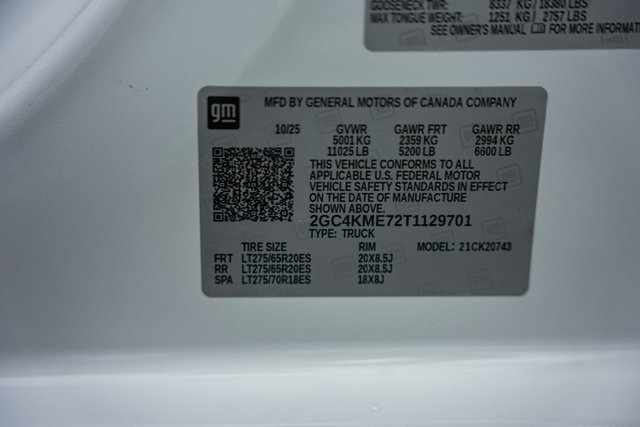 GOOSENECK TWR: 8337 KG / 18380 LBS
MAX TONGUE WEIGHT: 1251 KG / 2757 LBS
SEE OWNER'S MANUAL FOR MORE INFORMATION
gm
MFD BY GENERAL MOTORS OF CANADA COMPANY
10/25 GVWR GAWR FRT GAWR RR
5001 KG 2359 KG 2994 KG
11025 LB 5200 LB 6600 LB
THIS VEHICLE CONFORMS TO ALL
APPLICABLE U.S. FEDERAL MOTOR
VEHICLE SAFETY STANDARDS IN EFFECT
ON THE DATE OF MANUFACTURE
SHOWN ABOVE.
2GC4KME72T1129701
TYPE: TRUCK
TIRE SIZE RIM MODEL: 21CK20743
FRT LT275/65R20ES 20X8.5J
RR LT275/65R20ES 20X8.5J
SPA LT275/70R18ES 18X8J